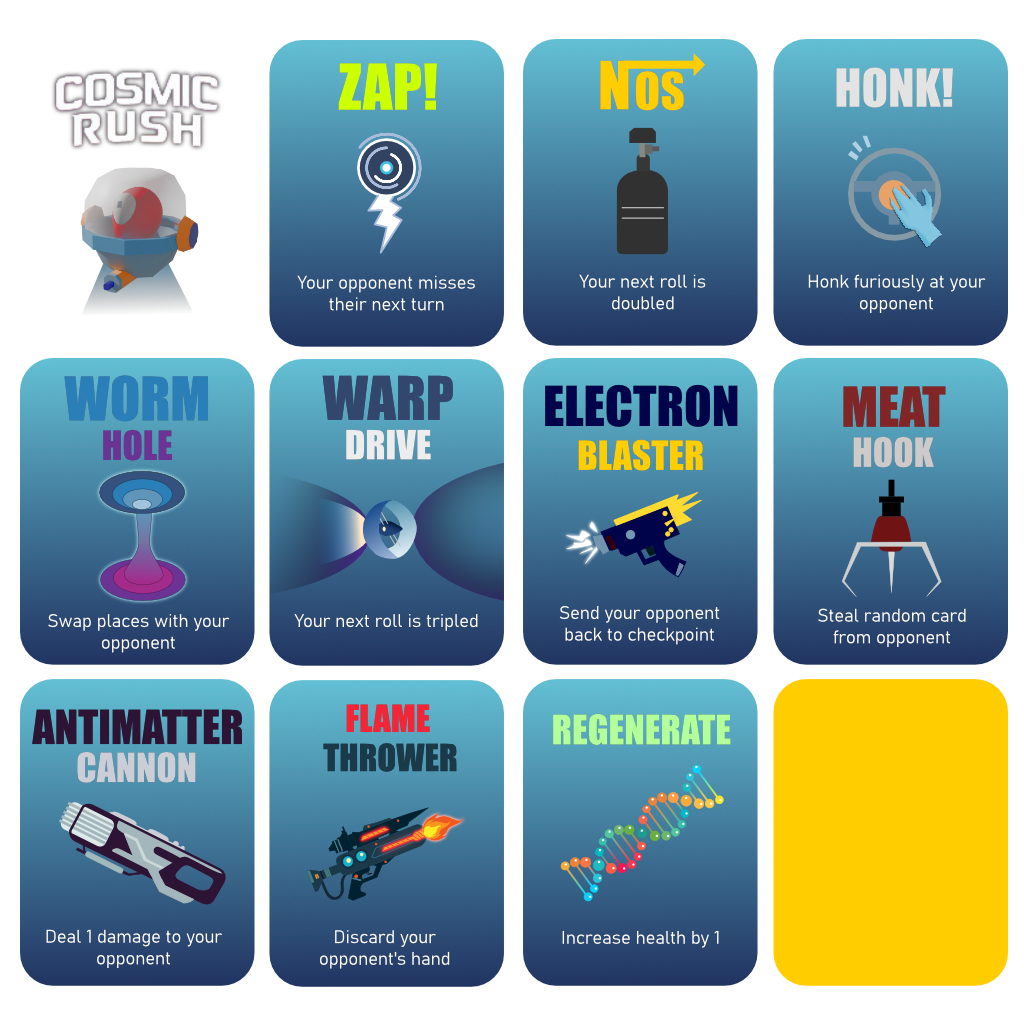 COSMIC
RUSH
ZAP!
Your opponent misses
their next turn
NOS
Your next roll is
doubled
HONK!
Honk furiously at your
opponent
WORM
HOLE
Swap places with your
opponent
WARP
DRIVE
Your next roll is tripled
ELECTRON
BLASTER
Send your opponent
back to checkpoint
MEAT
HOOK
Steal random card
from opponent
ANTIMATTER
CANNON
Deal 1 damage to your
opponent
FLAME
THROWER
Discard your
opponent's hand
REGENERATE
Increase health by 1